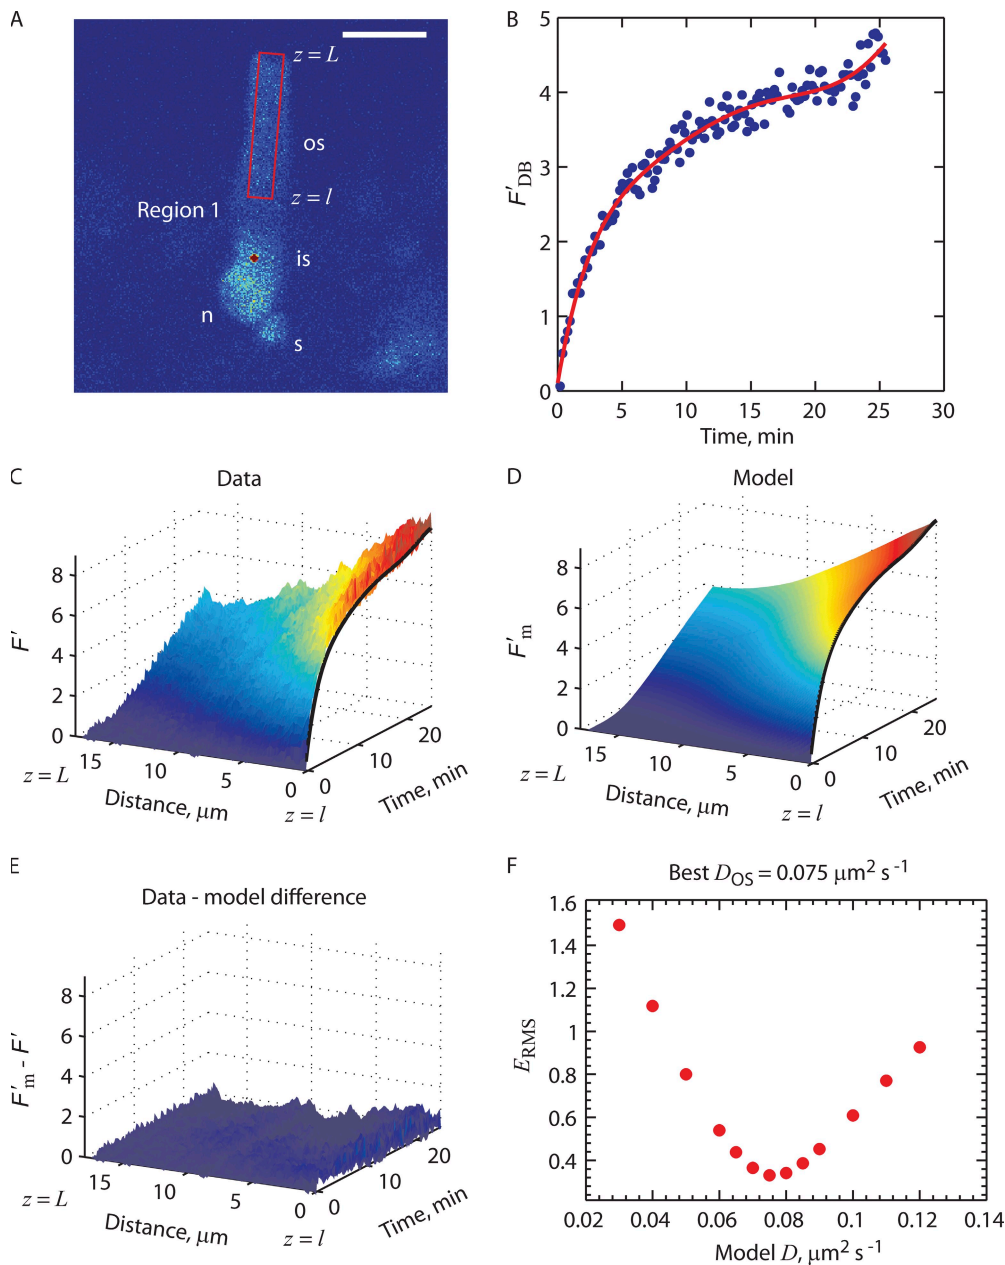 A
z = L
os
z = l
Region 1
is
n
s
B
F′DB
5
4
3
2
1
0
0 5 10 15 20 25 30
Time, min
C
Data
F′
8
6
4
2
0
15 10 5 0
0 10 20
z = L
Distance, μm
z = l
Time, min
D
Model
F′m
8
6
4
2
0
15 10 5 0
0 10 20
z = L
Distance, μm
z = l
Time, min
E
Data - model difference
F′m - F′
8
6
4
2
0
15 10 5 0
0 10 20
z = L
Distance, μm
z = l
Time, min
F
Best DOS = 0.075 μm² s⁻¹
ERMS
1.6
1.4
1.2
1
0.8
0.6
0.4
0.02 0.04 0.06 0.08 0.1 0.12 0.14
Model D, μm² s⁻¹